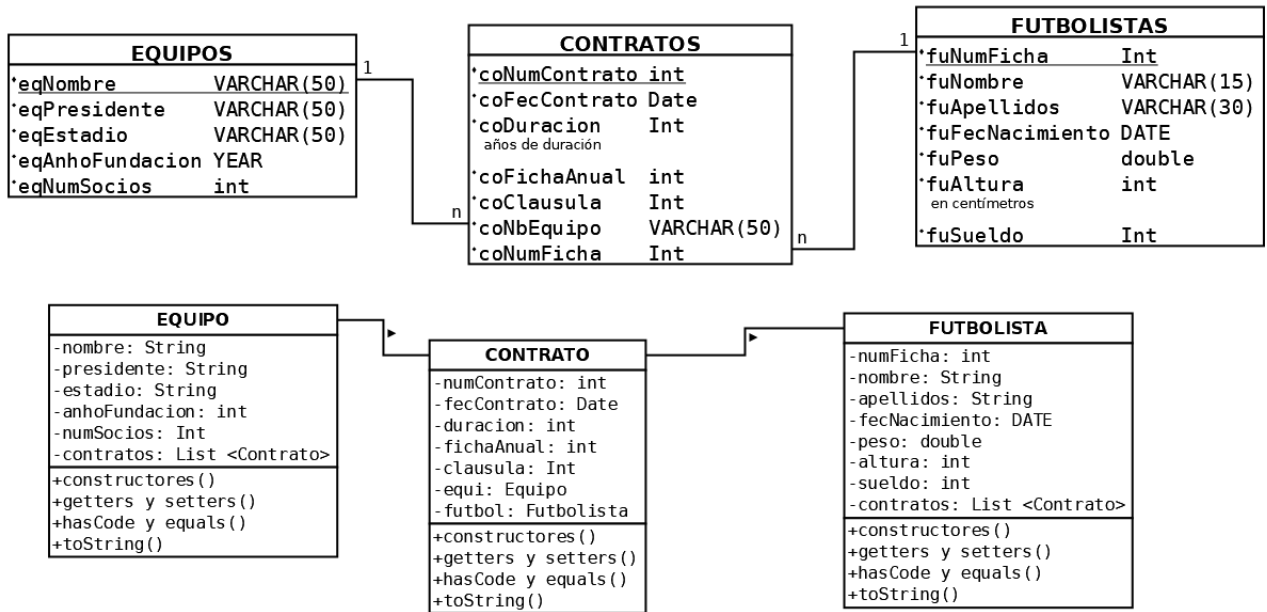 EQUIPOS
eqNombre VARCHAR(50)
eqPresidente VARCHAR(50)
eqEstadio VARCHAR(50)
eqAnhoFundacion YEAR
eqNumSocios int
1
n
CONTRATOS
coNumContrato int
coFecContrato Date
coDuracion Int
años de duración
coFichaAnual int
coClausula Int
coNbEquipo VARCHAR(50)
coNumFicha Int
n
1
FUTBOLISTAS
fuNumFicha Int
fuNombre VARCHAR(15)
fuApellidos VARCHAR(30)
fuFecNacimiento DATE
fuPeso double
fuAltura int
en centímetros
fuSueldo Int
EQUIPO
-nombre: String
-presidente: String
-estadio: String
-anhoFundacion: int
-numSocios: Int
-contratos: List <Contrato>
+constructores()
+getters y setters()
+hasCode y equals()
+toString()
CONTRATO
-numContrato: int
-fecContrato: Date
-duracion: int
-fichaAnual: int
-clausula: Int
-equi: Equipo
-futbol: Futbolista
+constructores()
+getters y setters()
+hasCode y equals()
+toString()
FUTBOLISTA
-numFicha: int
-nombre: String
-apellidos: String
-fecNacimiento: DATE
-peso: double
-altura: int
-sueldo: int
-contratos: List <Contrato>
+constructores()
+getters y setters()
+hasCode y equals()
+toString()